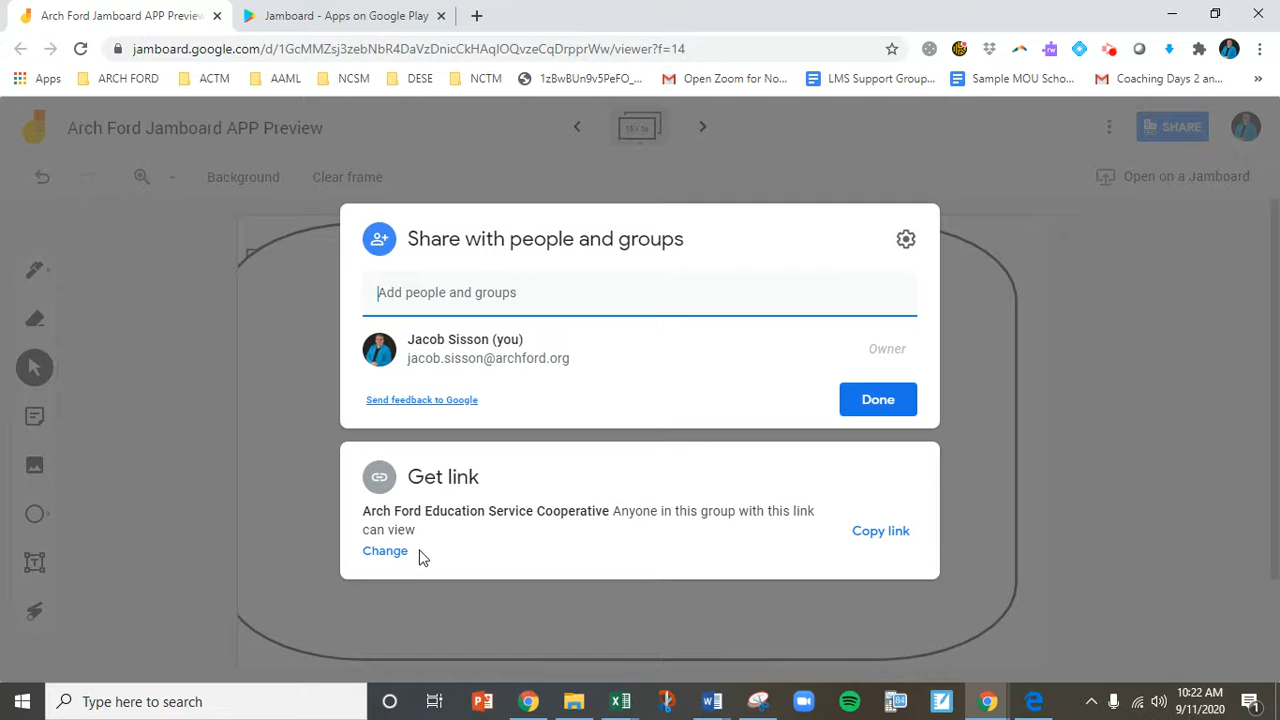 Arch Ford Jamboard APP Preview
Jamboard - Apps on Google Play
jamboard.google.com/d/1GcMMZsj3zebNbR4DaVzDnicCkHAqlOQvzeCqDrpprWw/viewer?f=14
Apps ARCH FORD ACTM AAML NCSM DESE NCTM 1zBwBUn9v5PeFO_... Open Zoom for No... LMS Support Group... Sample MOU Scho... Coaching Days 2 an... »
Arch Ford Jamboard APP Preview
SHARE
Background Clear frame Open on a Jamboard
Share with people and groups
Add people and groups
Jacob Sisson (you)
jacob.sisson@archford.org
Owner
Send feedback to Google
Done
Get link
Arch Ford Education Service Cooperative Anyone in this group with this link
can view
Change
Copy link
Type here to search
10:22 AM
9/11/2020